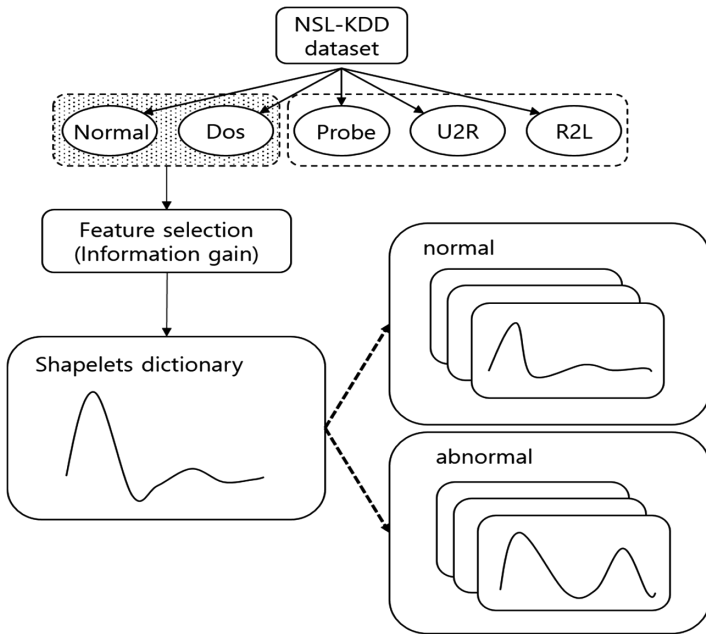 NSL-KDD
dataset
Normal
Dos
Probe
U2R
R2L
Feature selection
(Information gain)
normal
Shapelets dictionary
abnormal